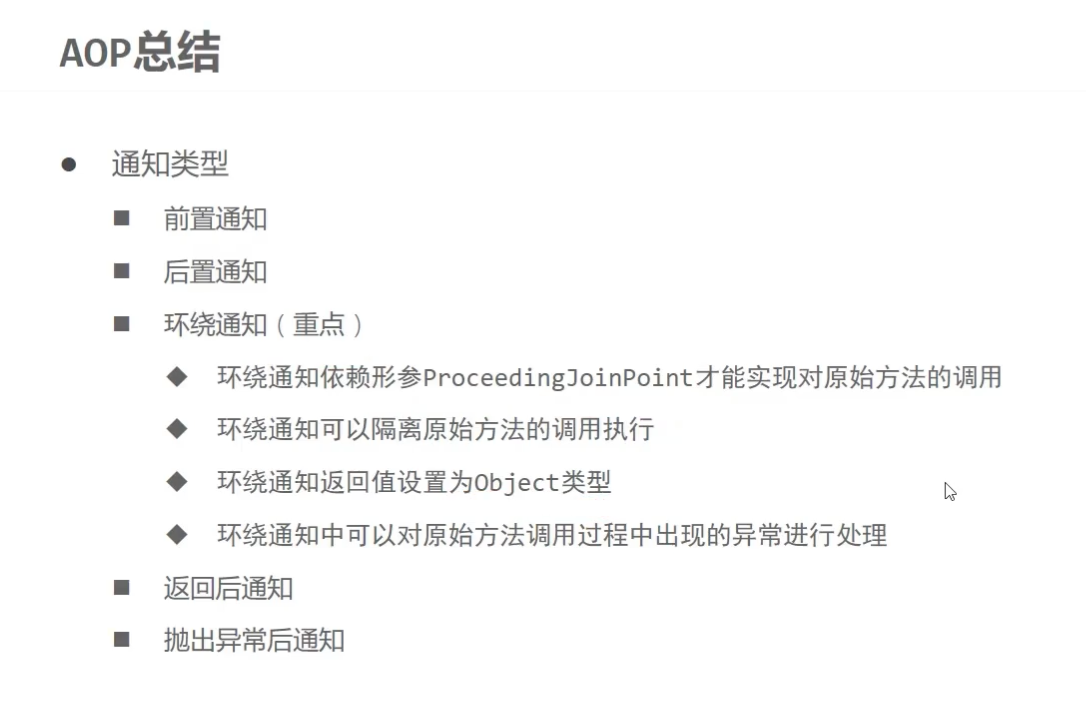 AOP总结
通知类型
前置通知
后置通知
环绕通知（重点）
环绕通知依赖形参ProceedingJoinPoint才能实现对原始方法的调用
环绕通知可以隔离原始方法的调用执行
环绕通知返回值设置为Object类型
环绕通知中可以对原始方法调用过程中出现的异常进行处理
返回后通知
抛出异常后通知